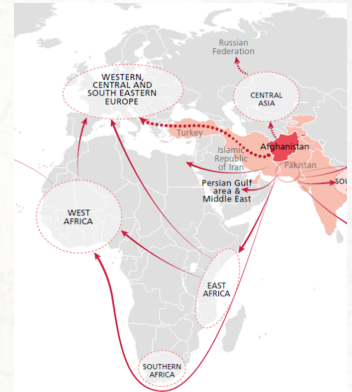 Russian
Federation
WESTERN,
CENTRAL AND
SOUTH EASTERN
EUROPE
CENTRAL
ASIA
Turkey
Afghanistan
Islamic
Republic
of Iran
Pakistan
Persian Gulf
area &
Middle East
SOU
WEST
AFRICA
EAST
AFRICA
SOUTHERN
AFRICA